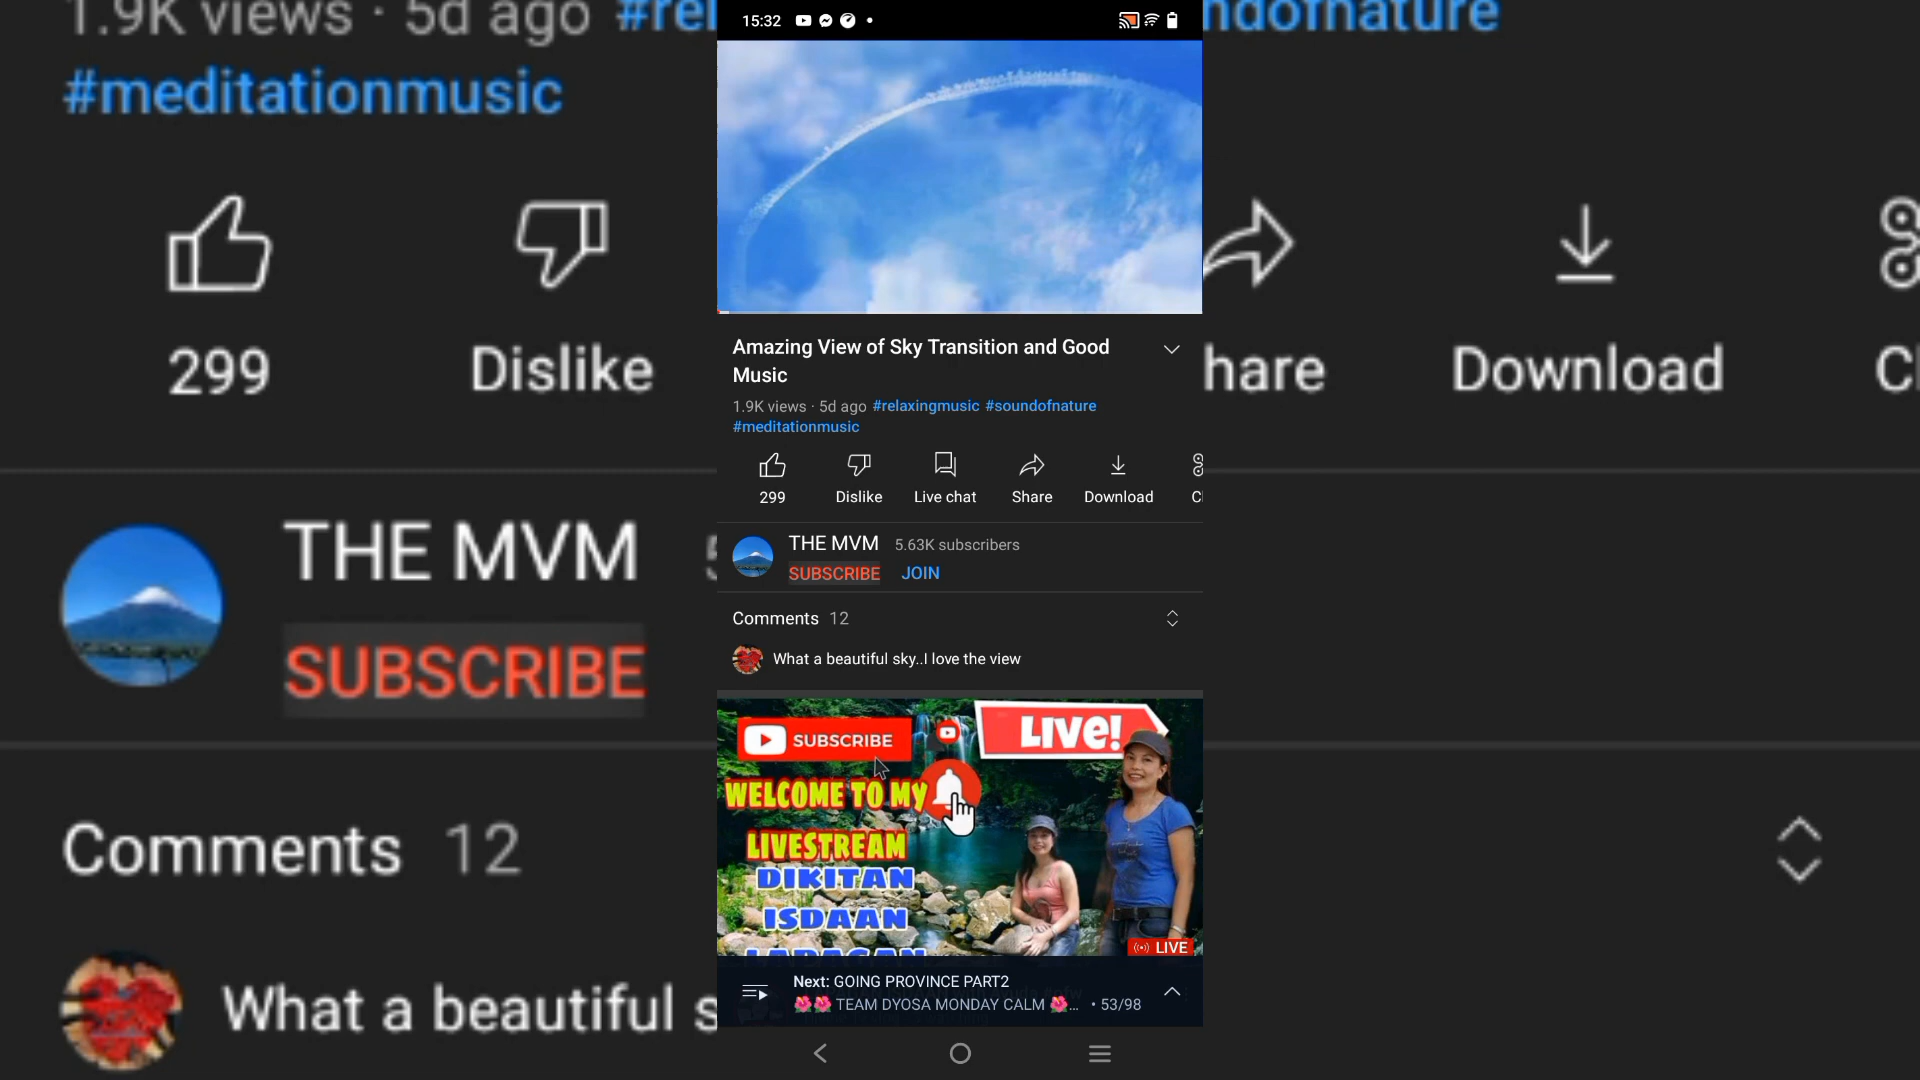 1.9K views · 5d ago #rel
ndofnature
#meditationmusic
299
Dislike
hare
Download
THE MVM
SUBSCRIBE
Comments 12
What a beautiful s
15:32
Amazing View of Sky Transition and Good
Music
1.9K views · 5d ago #relaxingmusic #soundofnature
#meditationmusic
299
Dislike
Live chat
Share
Download
THE MVM 5.63K subscribers
SUBSCRIBE JOIN
Comments 12
What a beautiful sky..I love the view
SUBSCRIBE
LIVE!
WELCOME TO MY
LIVESTREAM
DIKITAN
ISDAAN
LIVE
Next: GOING PROVINCE PART2
🌺🌺 TEAM DYOSA MONDAY CALM 🌺... • 53/98